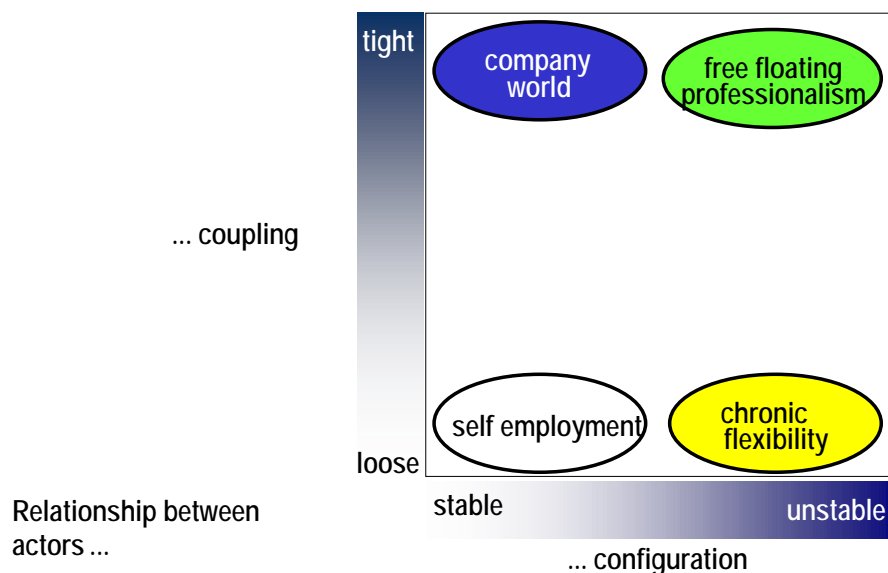 tight
company
world
free floating
professionalism
... coupling
self employment
chronic
flexibility
loose
stable
unstable
Relationship between
actors ...
... configuration